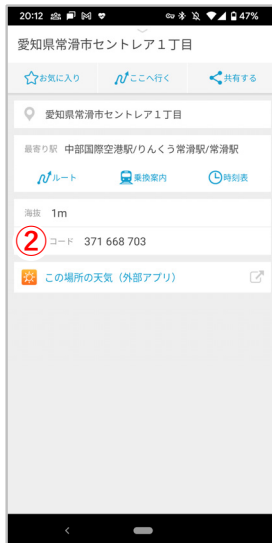 20:12 47%
愛知県常滑市セントレア１丁目
お気に入り ここへ行く 共有する
愛知県常滑市セントレア１丁目
最寄り駅 中部国際空港駅/りんくう常滑駅/常滑駅
ルート 乗換案内 時刻表
海抜 1m
② コード 371 668 703
この場所の天気（外部アプリ）